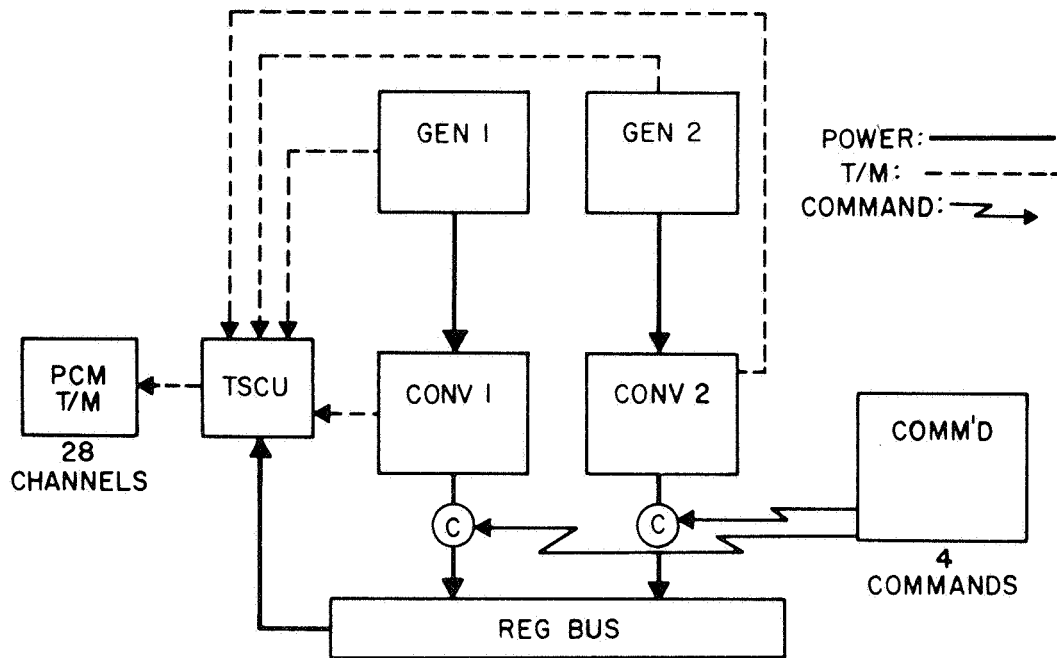 GEN 1
GEN 2
POWER:
T/M:
COMMAND:
PCM
T/M
TSCU
CONV 1
CONV 2
COMM'D
28
CHANNELS
C
C
4
COMMANDS
REG BUS